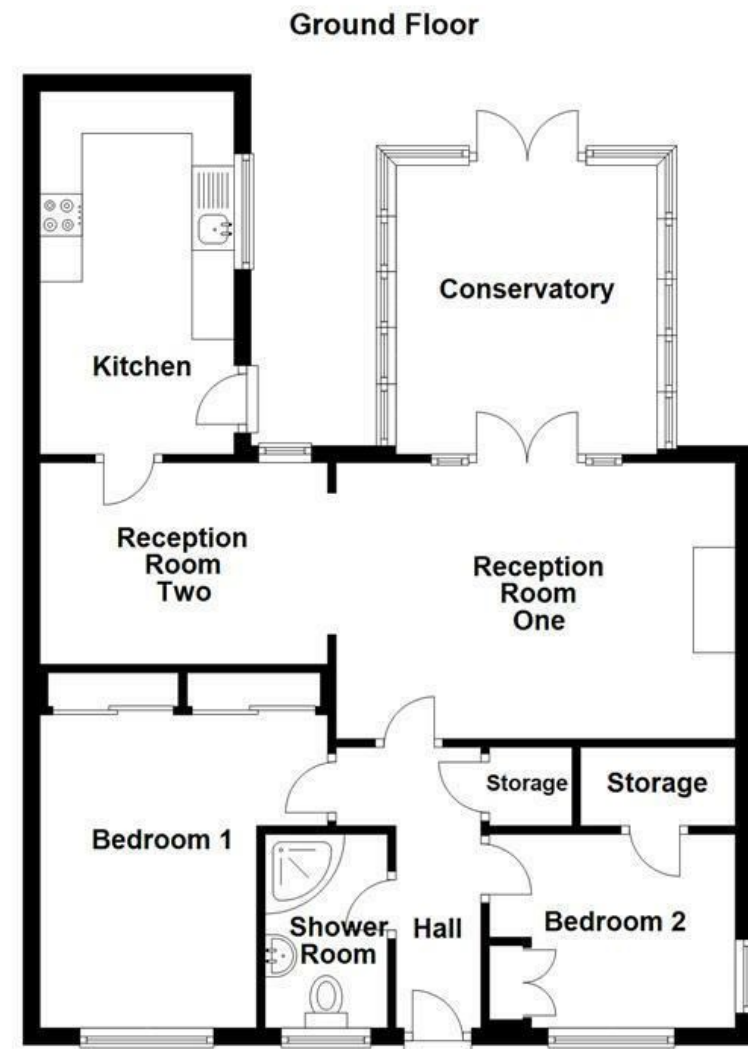 Ground Floor
Conservatory
Kitchen
Reception
Room
Two
Reception
Room
One
Storage
Storage
Bedroom 1
Shower
Room
Hall
Bedroom 2